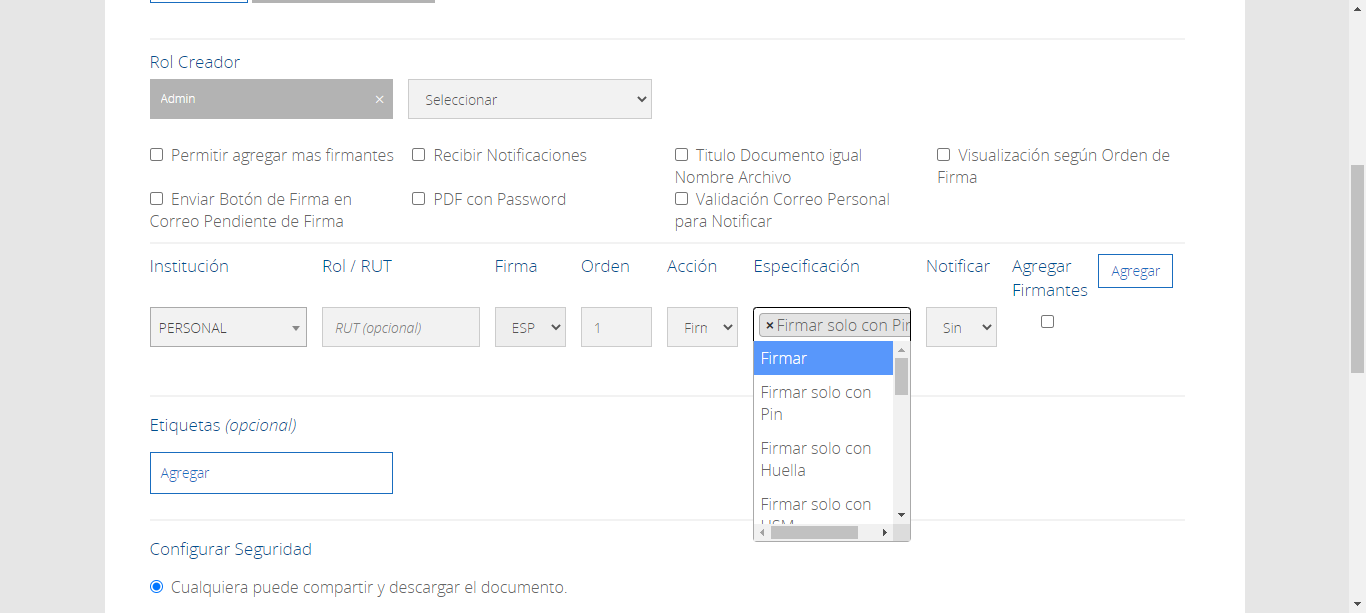 Rol Creador
Admin ×
Seleccionar
Permitir agregar mas firmantes
Recibir Notificaciones
Titulo Documento igual
Nombre Archivo
Visualización según Orden de
Firma
Enviar Botón de Firma en
Correo Pendiente de Firma
PDF con Password
Validación Correo Personal
para Notificar
Institución
Rol / RUT
Firma
Orden
Acción
Especificación
Notificar
Agregar
Firmantes
Agregar
PERSONAL
RUT (opcional)
ESP
1
Firn
× Firmar solo con Pin
Sin
Firmar
Firmar solo con
Pin
Firmar solo con
Huella
Firmar solo con
HSM
Etiquetas (opcional)
Agregar
Configurar Seguridad
Cualquiera puede compartir y descargar el documento.